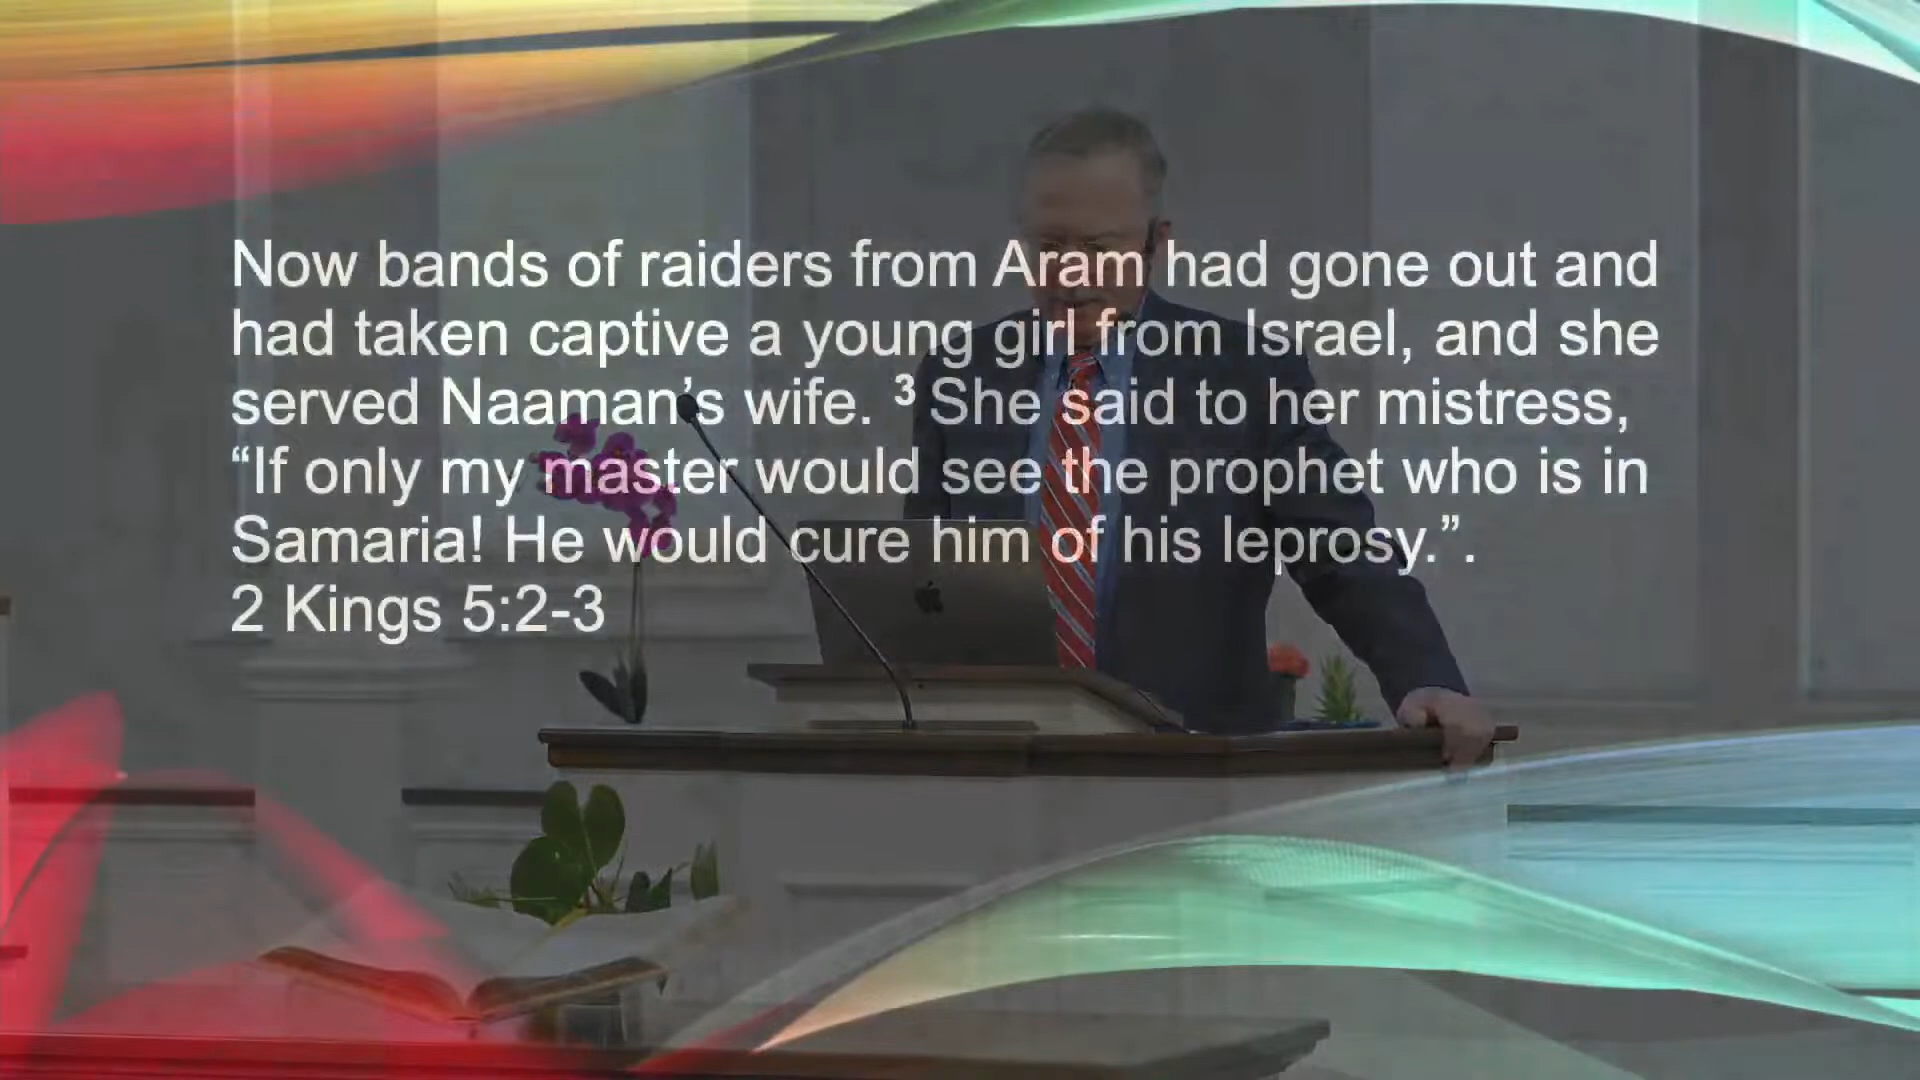 Now bands of raiders from Aram had gone out and
had taken captive a young girl from Israel, and she
served Naaman’s wife. ³ She said to her mistress,
“If only my master would see the prophet who is in
Samaria! He would cure him of his leprosy.”.
2 Kings 5:2-3